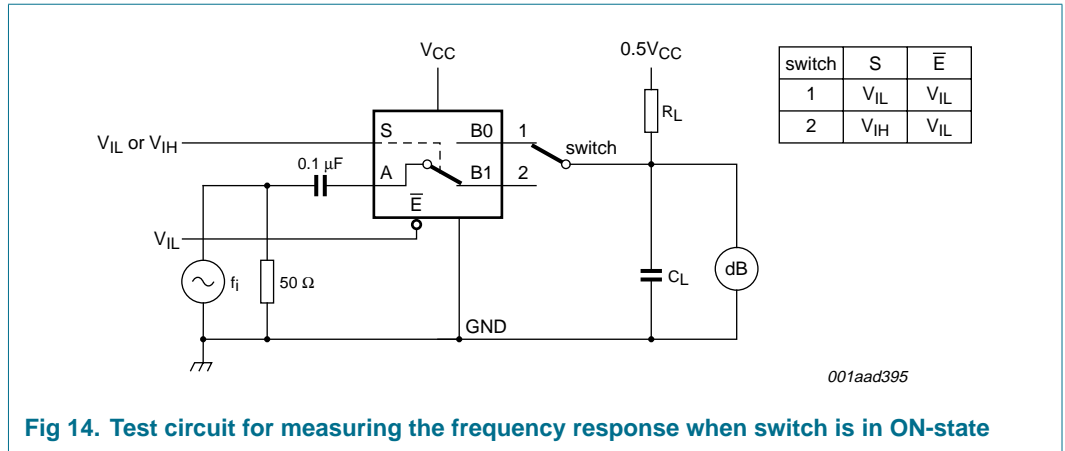 VCC
0.5VCC
switch S E̅
1 VIL VIL
2 VIH VIL
RL
VIL or VIH
S B0 1
switch
0.1 μF
A B1 2
E̅
VIL
fi
50 Ω
CL
dB
GND
001aad395
Fig 14. Test circuit for measuring the frequency response when switch is in ON-state